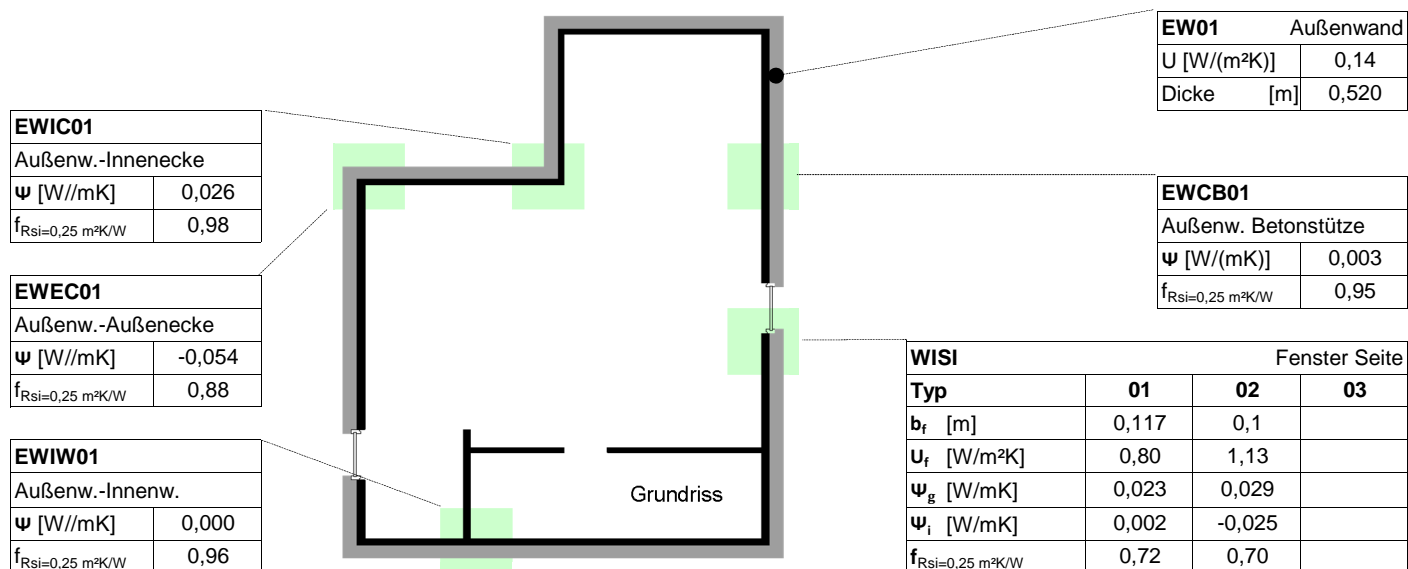 EW01 Außenwand
U [W/(m²K)] 0,14
Dicke [m] 0,520
EWIC01
Außenw.-Innenecke
Ψ [W//mK] 0,026
fRsi=0,25 m²K/W 0,98
EWCB01
Außenw. Betonstütze
Ψ [W/(mK)] 0,003
fRsi=0,25 m²K/W 0,95
EWEC01
Außenw.-Außenecke
Ψ [W//mK] -0,054
fRsi=0,25 m²K/W 0,88
WISI Fenster Seite
Typ 01 02 03
bf [m] 0,117 0,1
Uf [W/m²K] 0,80 1,13
Ψg [W/mK] 0,023 0,029
Ψi [W/mK] 0,002 -0,025
fRsi=0,25 m²K/W 0,72 0,70
EWIW01
Außenw.-Innenw.
Ψ [W//mK] 0,000
fRsi=0,25 m²K/W 0,96
Grundriss